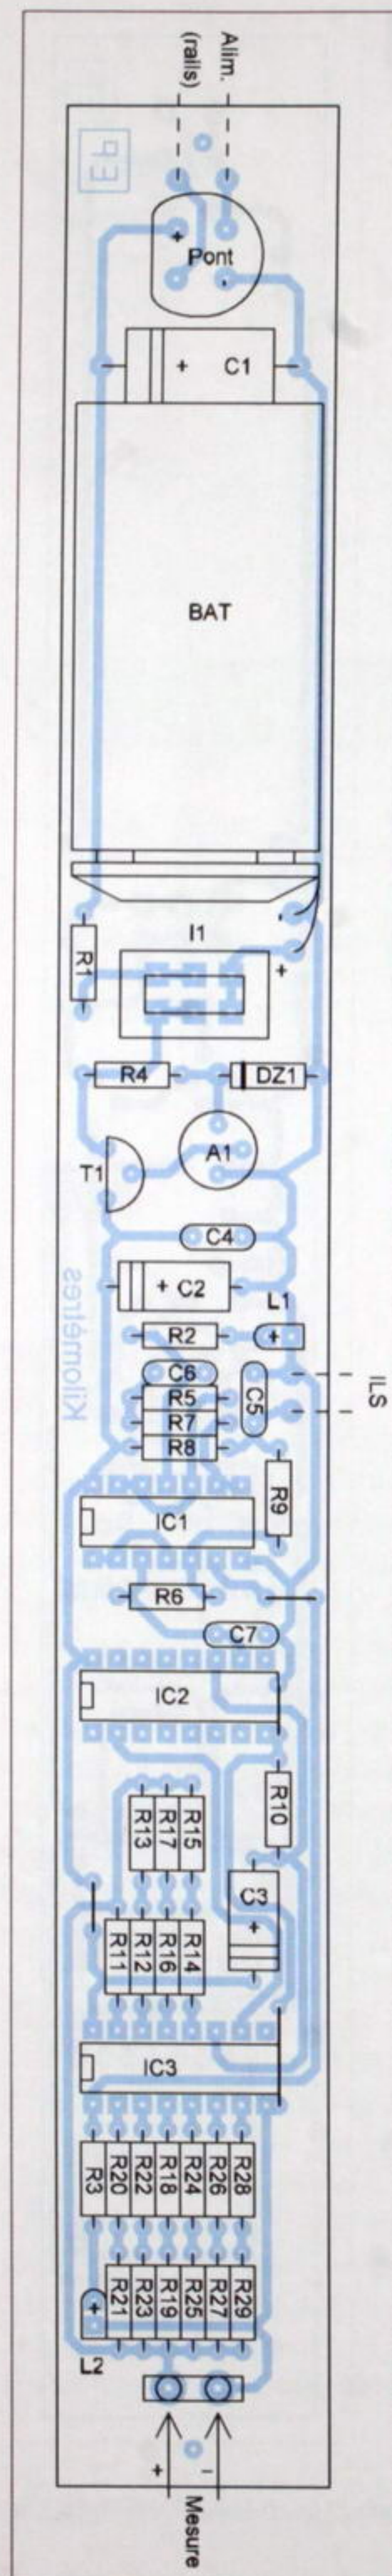 Alim.
(rails)
EP
+
Pont
-
+ C1
BAT
-
I1
+
R1
R4
DZ1
T1
A1
C4
+ C2
L1
Kilomètres
R2
+
ILS
C6
C5
R5
R7
R8
R9
IC1
R6
C7
IC2
R10
R13
R17
R15
C3
+
R11
R12
R16
R14
IC3
R3
R20
R22
R18
R24
R26
R28
+
R21
R23
R19
R25
R27
R29
L2
+
-
Mesure